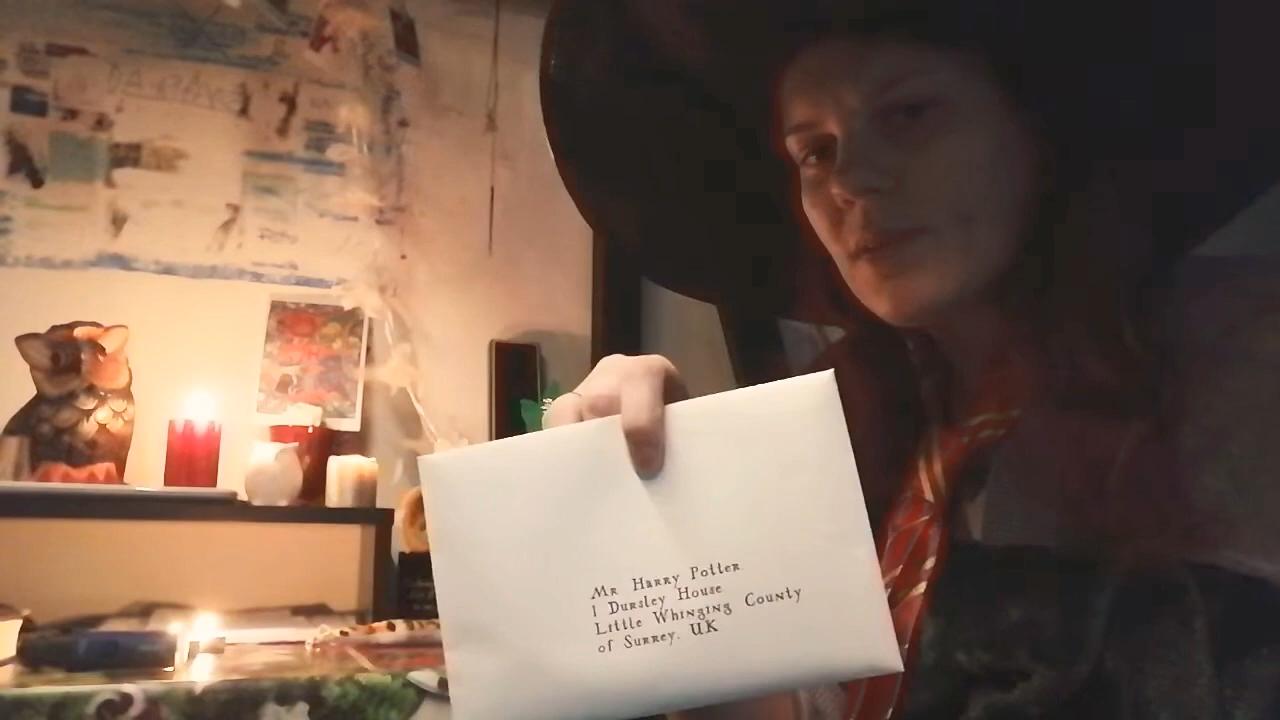 Mr Harry Potter
1 Dursley House
Little Whinging County
of Surrey. UK